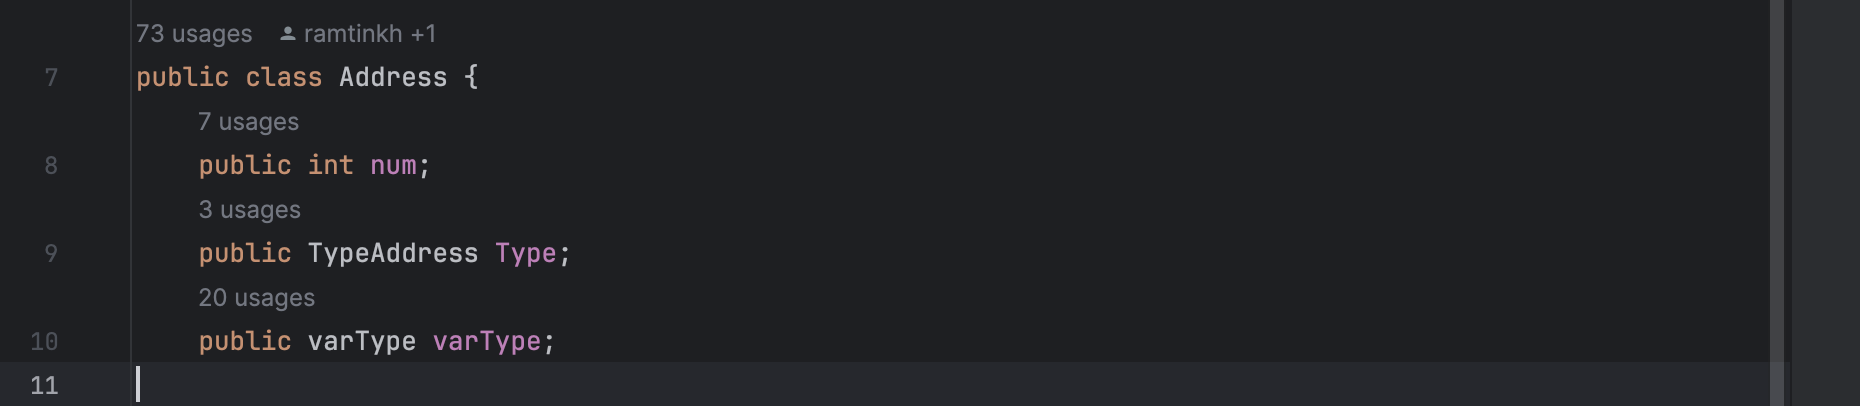 73 usages ramtinkh +1
7 public class Address {
7 usages
8 public int num;
3 usages
9 public TypeAddress Type;
20 usages
10 public varType varType;
11